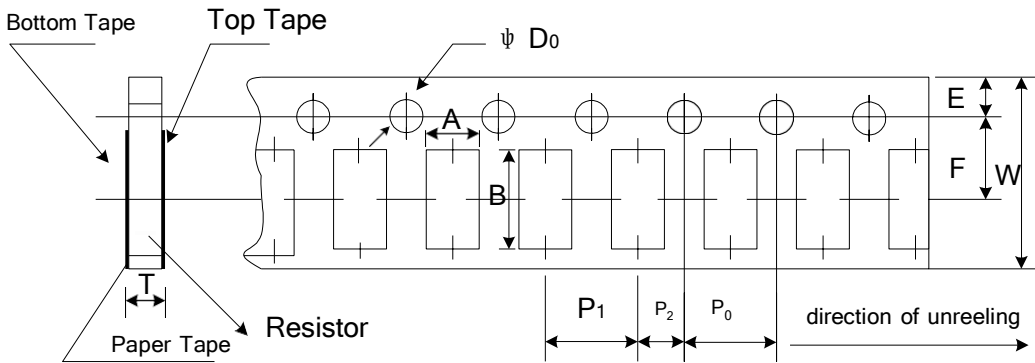 Bottom Tape
Top Tape
ψ D0
E
A
F
W
B
T
P1
P2
P0
Resistor
direction of unreeling
Paper Tape